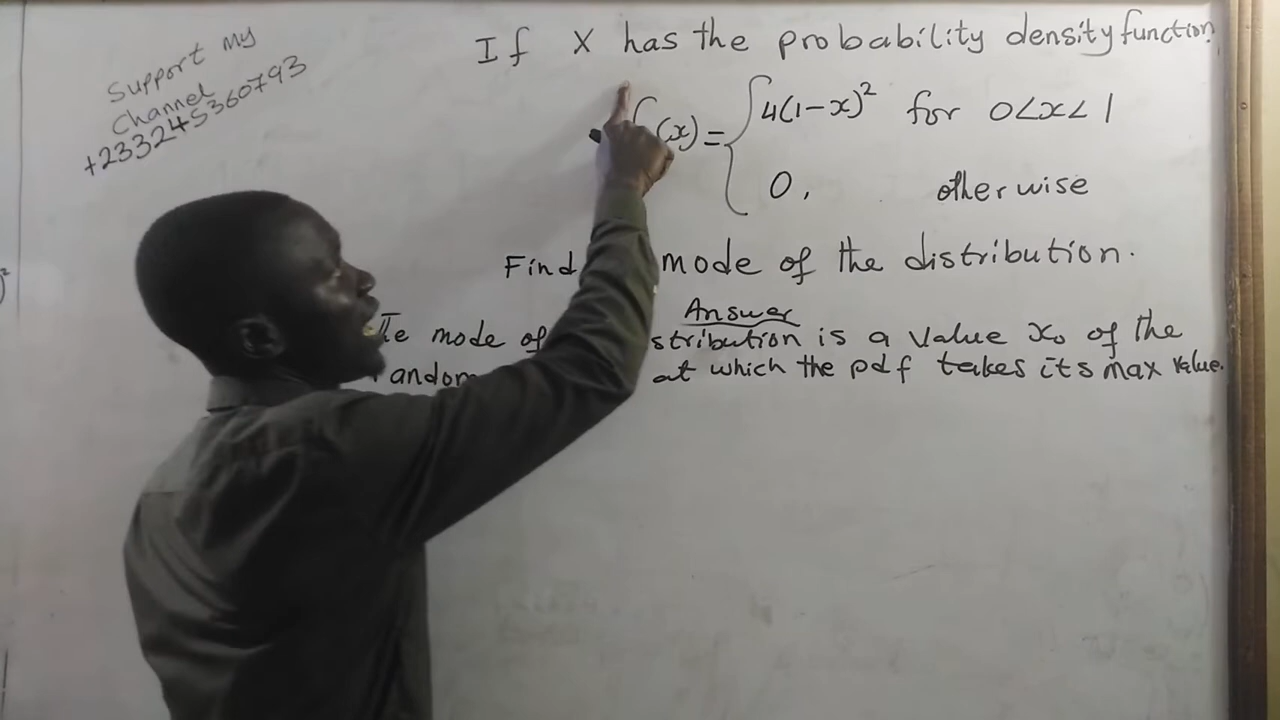 Support My
Channel
+233245360793
If X has the probability density function,
f(x) = { 4(1-x)² for 0<x<1
0, otherwise
Find mode of the distribution.
Answer
Te mode of stribution is a value x₀ of the
andom at which the pdf takes its max value.